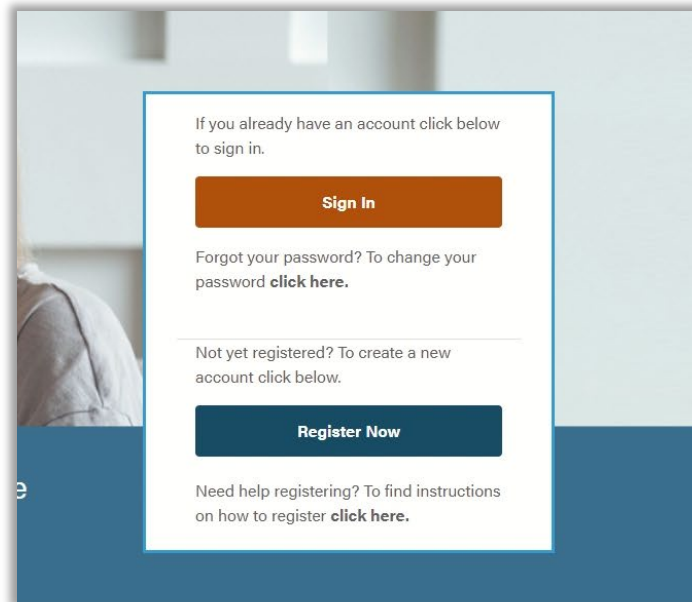 If you already have an account click below
to sign in.
Sign In
Forgot your password? To change your
password click here.
Not yet registered? To create a new
account click below.
Register Now
e
Need help registering? To find instructions
on how to register click here.